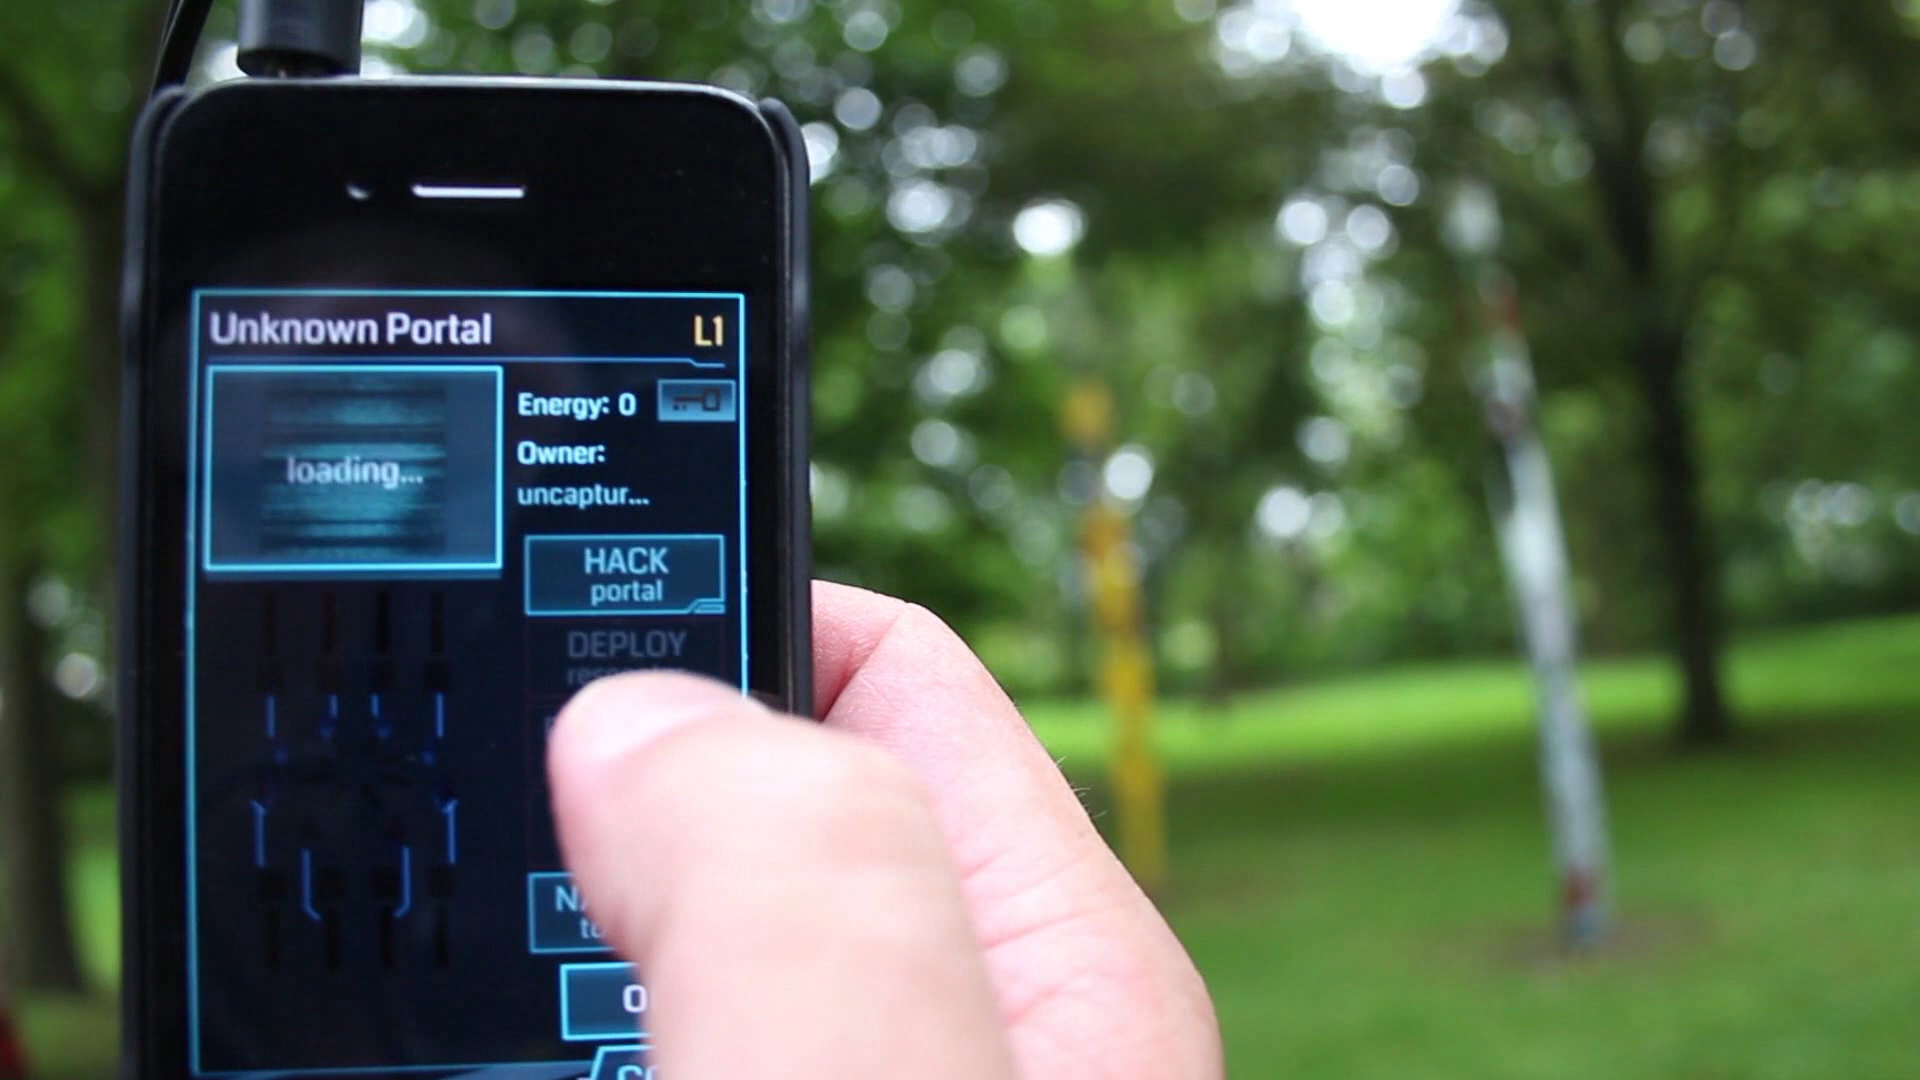 Unknown Portal
L1
loading...
Energy: 0
Owner:
uncaptur...
HACK
portal
DEPLOY